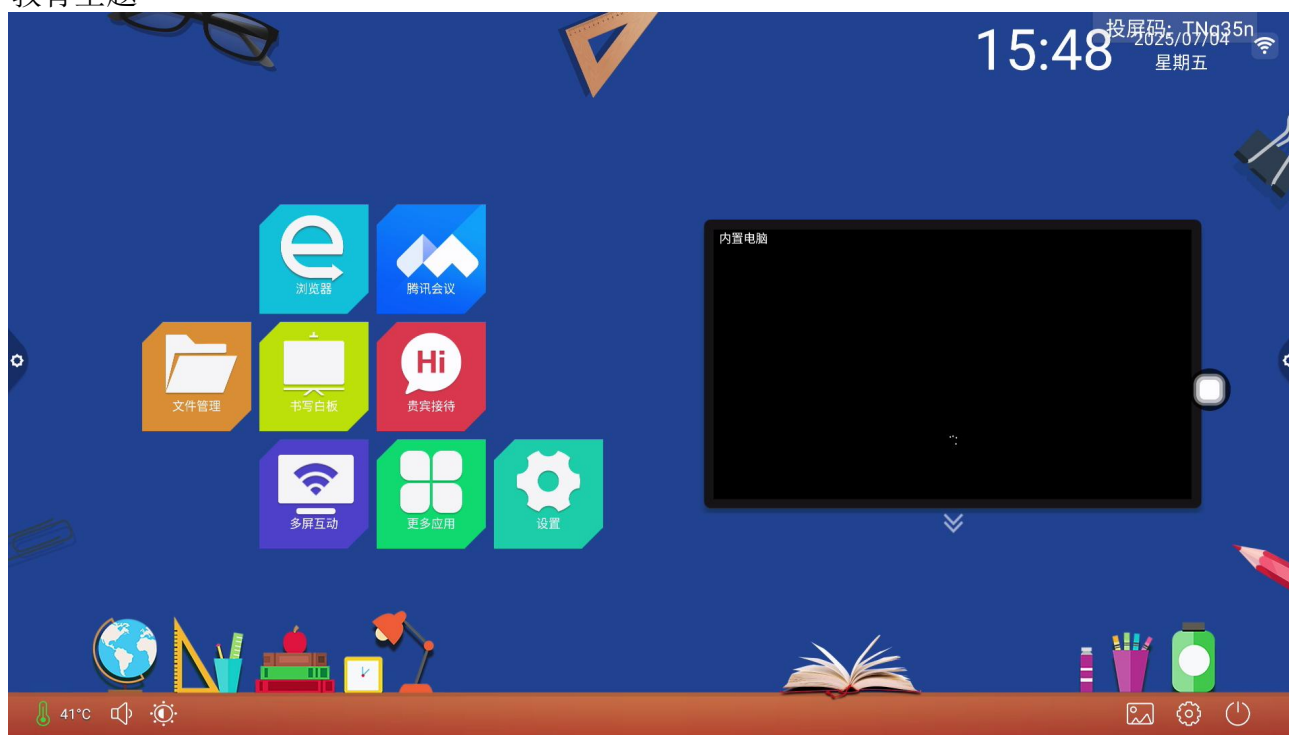 教育主题
投屏码：TNq35n
15:48
2025/07/04
星期五
浏览器
腾讯会议
内置电脑
文件管理
书写白板
Hi
贵宾接待
多屏互动
更多应用
设置
41°C